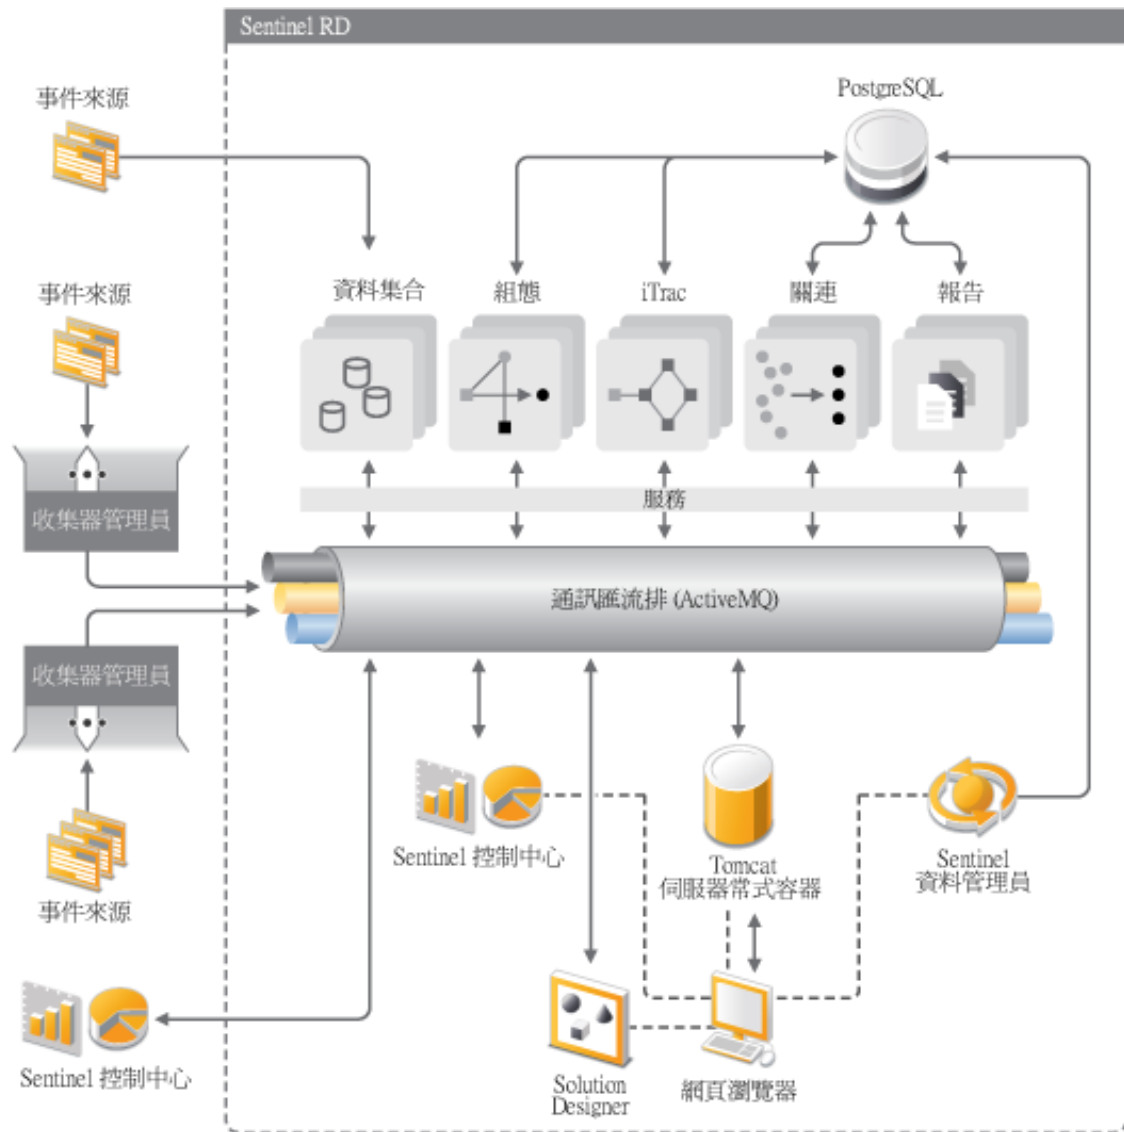 Sentinel RD
事件來源
PostgreSQL
事件來源
資料集合
組態
iTrac
關連
報告
服務
收集器管理員
通訊匯流排 (ActiveMQ)
收集器管理員
事件來源
Sentinel 控制中心
Tomcat
伺服器常式容器
Sentinel
資料管理員
Sentinel 控制中心
Solution
Designer
網頁瀏覽器